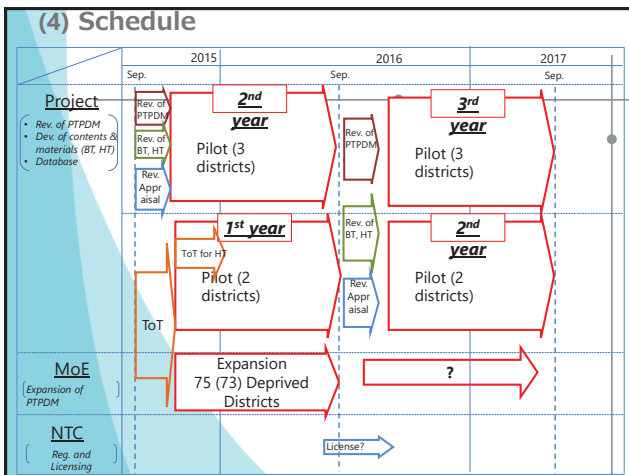 (4) Schedule
2015
2016
2017
Sep.
Sep.
Sep.
Project
• Rev. of PTPDM
• Dev. of contents &
materials (BT, HT)
• Database
Rev. of
PTPDM
Rev. of
BT, HT
Rev.
Appr
aisal
2nd
year
Pilot (3
districts)
Rev. of
PTPDM
3rd
year
Pilot (3
districts)
ToT
1st year
ToT for HT
Pilot (2
districts)
Rev. of
BT, HT
Rev.
Appr
aisal
2nd
year
Pilot (2
districts)
MoE
Expansion of
PTPDM
Expansion
75 (73) Deprived
Districts
?
NTC
Reg. and
Licensing
License?